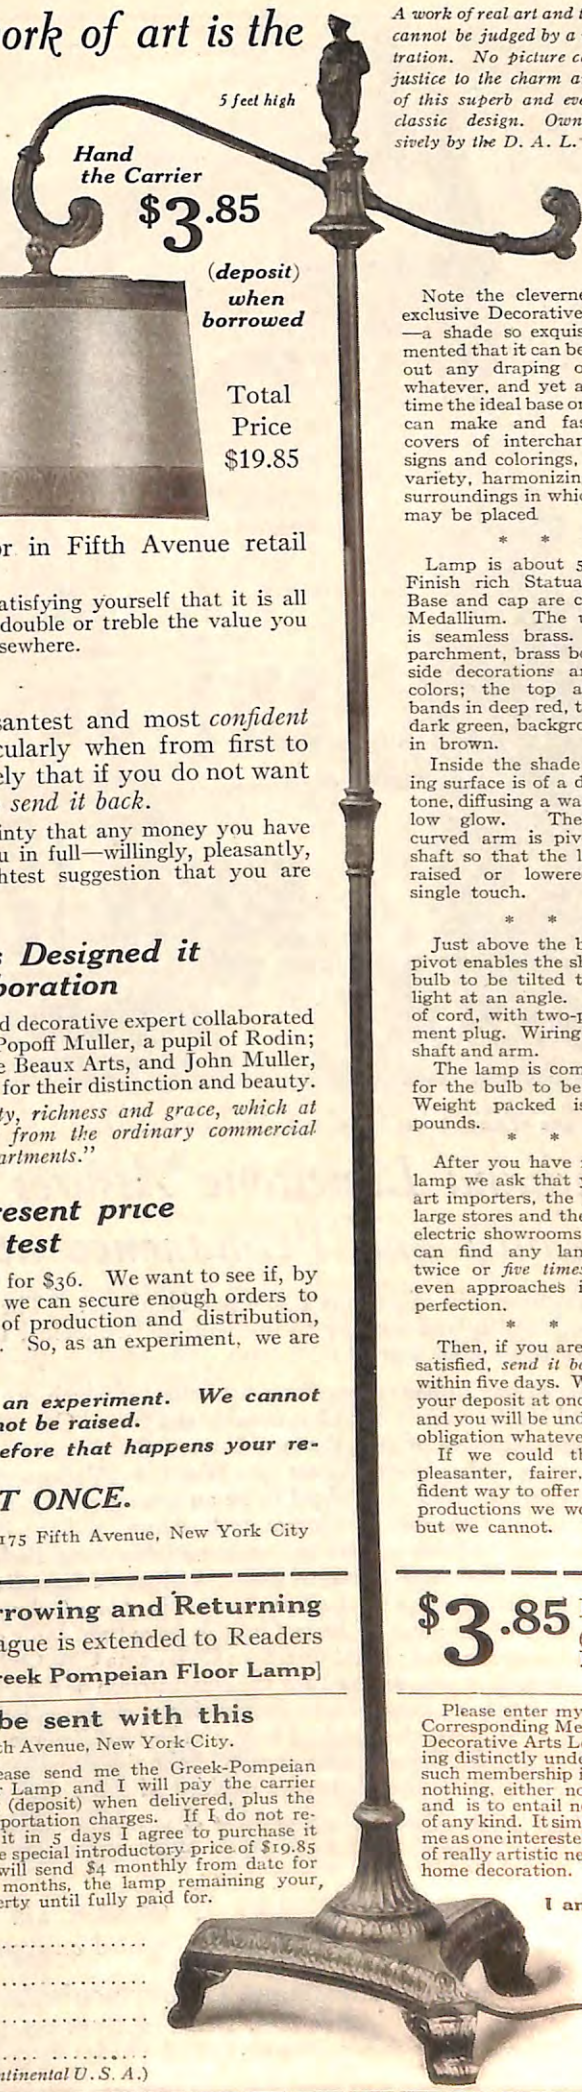 ork of art is the
5 feet high
Hand
the Carrier
$3.85
(deposit)
when
borrowed
Total
Price
$19.85
r in Fifth Avenue retail
atisfying yourself that it is all
double or treble the value you
sewhere.
santest and most confident
cularly when from first to
ely that if you do not want
send it back.
inty that any money you have
u in full—willingly, pleasantly,
htest suggestion that you are
s Designed it
boration
d decorative expert collaborated
Popoff Muller, a pupil of Rodin;
e Beaux Arts, and John Muller,
for their distinction and beauty.
ty, richness and grace, which at
from the ordinary commercial
artments."
resent price
test
for $36. We want to see if, by
we can secure enough orders to
of production and distribution,
. So, as an experiment, we are
an experiment. We cannot
not be raised.
efore that happens your re-
T ONCE.
175 Fifth Avenue, New York City
rrowing and Returning
ague is extended to Readers
reek Pompeian Floor Lamp]
be sent with this
th Avenue, New York City.
ease send me the Greek-Pompeian
r Lamp and I will pay the carrier
(deposit) when delivered, plus the
portation charges. If I do not re-
it in 5 days I agree to purchase it
e special introductory price of $19.85
will send $4 monthly from date for
months, the lamp remaining your,
erty until fully paid for.
ntinental U. S. A.)
A work of real art and t
cannot be judged by a
tration. No picture c
justice to the charm a
of this superb and ev
classic design. Own
sively by the D. A. L.
Note the cleverne
exclusive Decorative
—a shade so exquis
mented that it can be
out any draping o
whatever, and yet a
time the ideal base or
can make and fas
covers of interchar
signs and colorings,
variety, harmonizin
surroundings in whic
may be placed
* *
Lamp is about 5
Finish rich Statua
Base and cap are c
Medallium. The u
is seamless brass.
parchment, brass bo
side decorations ar
colors; the top a
bands in deep red, t
dark green, backgro
in brown.
Inside the shade
ing surface is of a d
tone, diffusing a wa
low glow. The
curved arm is piv
shaft so that the l
raised or lowere
single touch.
* *
Just above the b
pivot enables the sh
bulb to be tilted t
light at an angle.
of cord, with two-p
ment plug. Wiring
shaft and arm.
The lamp is com
for the bulb to be
Weight packed is
pounds.
* *
After you have
lamp we ask that y
art importers, the
large stores and the
electric showrooms
can find any lam
twice or five times
even approaches i
perfection.
* *
Then, if you are
satisfied, send it ba
within five days. W
your deposit at onc
and you will be und
obligation whateve
If we could th
pleasanter, fairer,
fident way to offer
productions we wo
but we cannot.
$3.85
Please enter my
Corresponding Me
Decorative Arts Le
ing distinctly unde
such membership i
nothing, either no
and is to entail n
of any kind. It sim
me as one intereste
of really artistic ne
home decoration.
I an